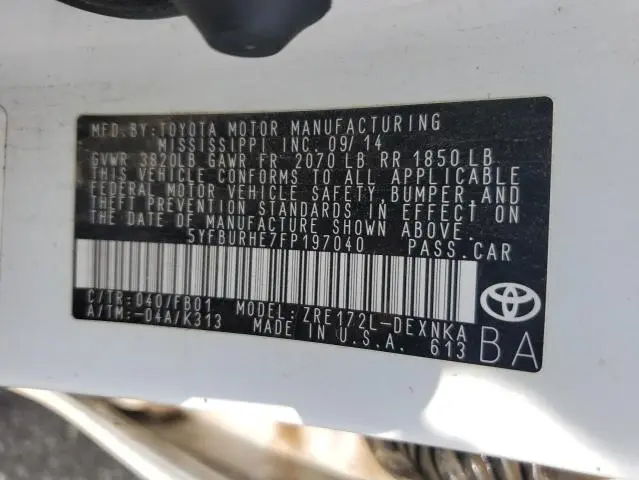 MFD.BY:TOYOTA MOTOR MANUFACTURING
MISSISSIPPI INC. 09/14
GVWR 3820LB GAWR FR 2070 LB RR 1850 LB
THIS VEHICLE CONFORMS TO ALL APPLICABLE
FEDERAL MOTOR VEHICLE SAFETY,BUMPER,AND
THEFT PREVENTION STANDARDS IN EFFECT ON
THE DATE OF MANUFACTURE SHOWN ABOVE.
5YFBURHE7FP197040 PASS.CAR
C/TR:040/FB01 MODEL:ZRE172L-DEXNKA
A/TM:-04A/K313 MADE IN U.S.A. 613 BA